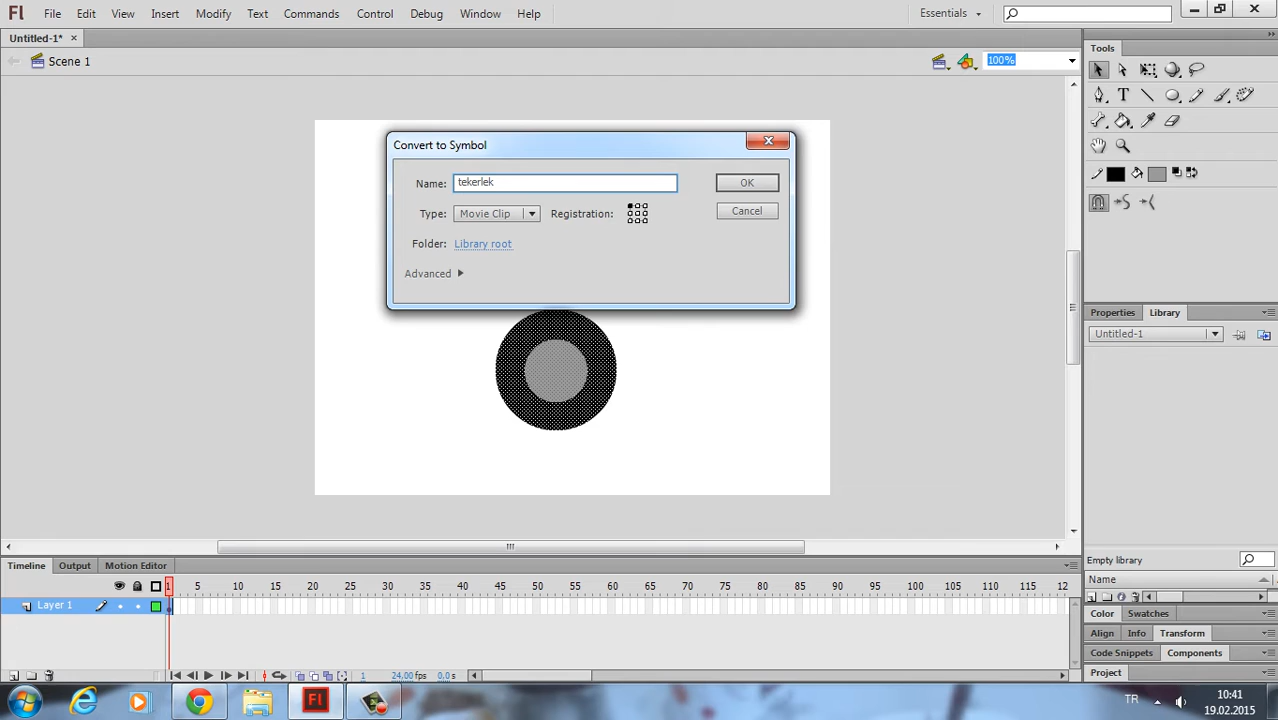 Fl File Edit View Insert Modify Text Commands Control Debug Window Help Essentials
Untitled-1*
Scene 1 100%
Tools
Convert to Symbol
Name: tekerlek OK
Type: Movie Clip Registration: Cancel
Folder: Library root
Advanced
Properties Library
Untitled-1
Empty library
Name
Timeline Output Motion Editor
1 5 10 15 20 25 30 35 40 45 50 55 60 65 70 75 80 85 90 95 100 105 110 115 12
Layer 1
Color Swatches
Align Info Transform
Code Snippets Components
Project
1 24,00 fps 0,0 s
Fl TR 10:41
19.02.2015